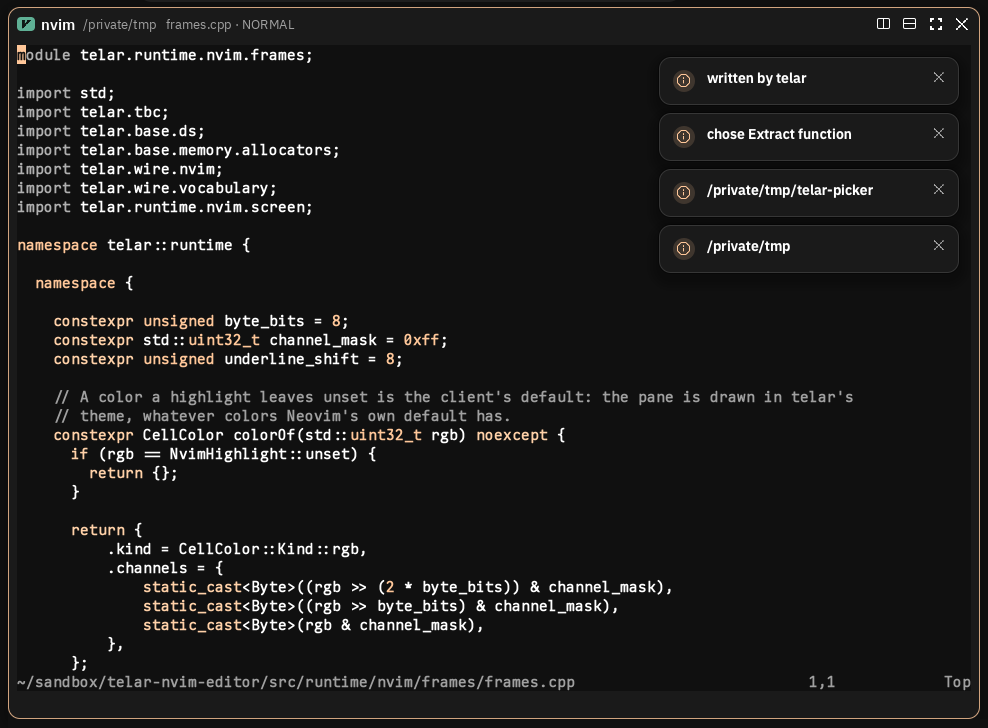 nvim /private/tmp frames.cpp · NORMAL
module telar.runtime.nvim.frames;
import std;
import telar.tbc;
import telar.base.ds;
import telar.base.memory.allocators;
import telar.wire.nvim;
import telar.wire.vocabulary;
import telar.runtime.nvim.screen;
namespace telar::runtime {
namespace {
constexpr unsigned byte_bits = 8;
constexpr std::uint32_t channel_mask = 0xff;
constexpr unsigned underline_shift = 8;
// A color a highlight leaves unset is the client's default: the pane is drawn in telar's
// theme, whatever colors Neovim's own default has.
constexpr CellColor colorOf(std::uint32_t rgb) noexcept {
if (rgb == NvimHighlight::unset) {
return {};
}
return {
.kind = CellColor::Kind::rgb,
.channels = {
static_cast<Byte>((rgb >> (2 * byte_bits)) & channel_mask),
static_cast<Byte>((rgb >> byte_bits) & channel_mask),
static_cast<Byte>(rgb & channel_mask),
},
};
~/sandbox/telar-nvim-editor/src/runtime/nvim/frames/frames.cpp 1,1 Top
written by telar
chose Extract function
/private/tmp/telar-picker
/private/tmp